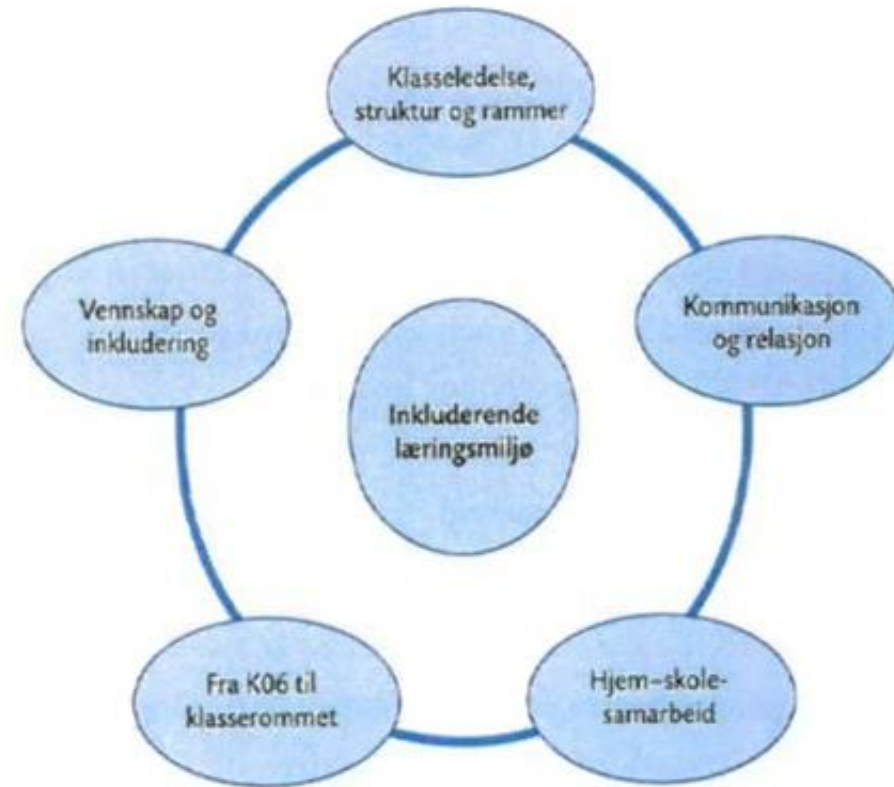 Klasseledelse,
struktur og rammer
Vennskap og
inkludering
Kommunikasjon
og relasjon
Inkluderende
læringsmiljø
Fra K06 til
klasserommet
Hjem–skole-
samarbeid